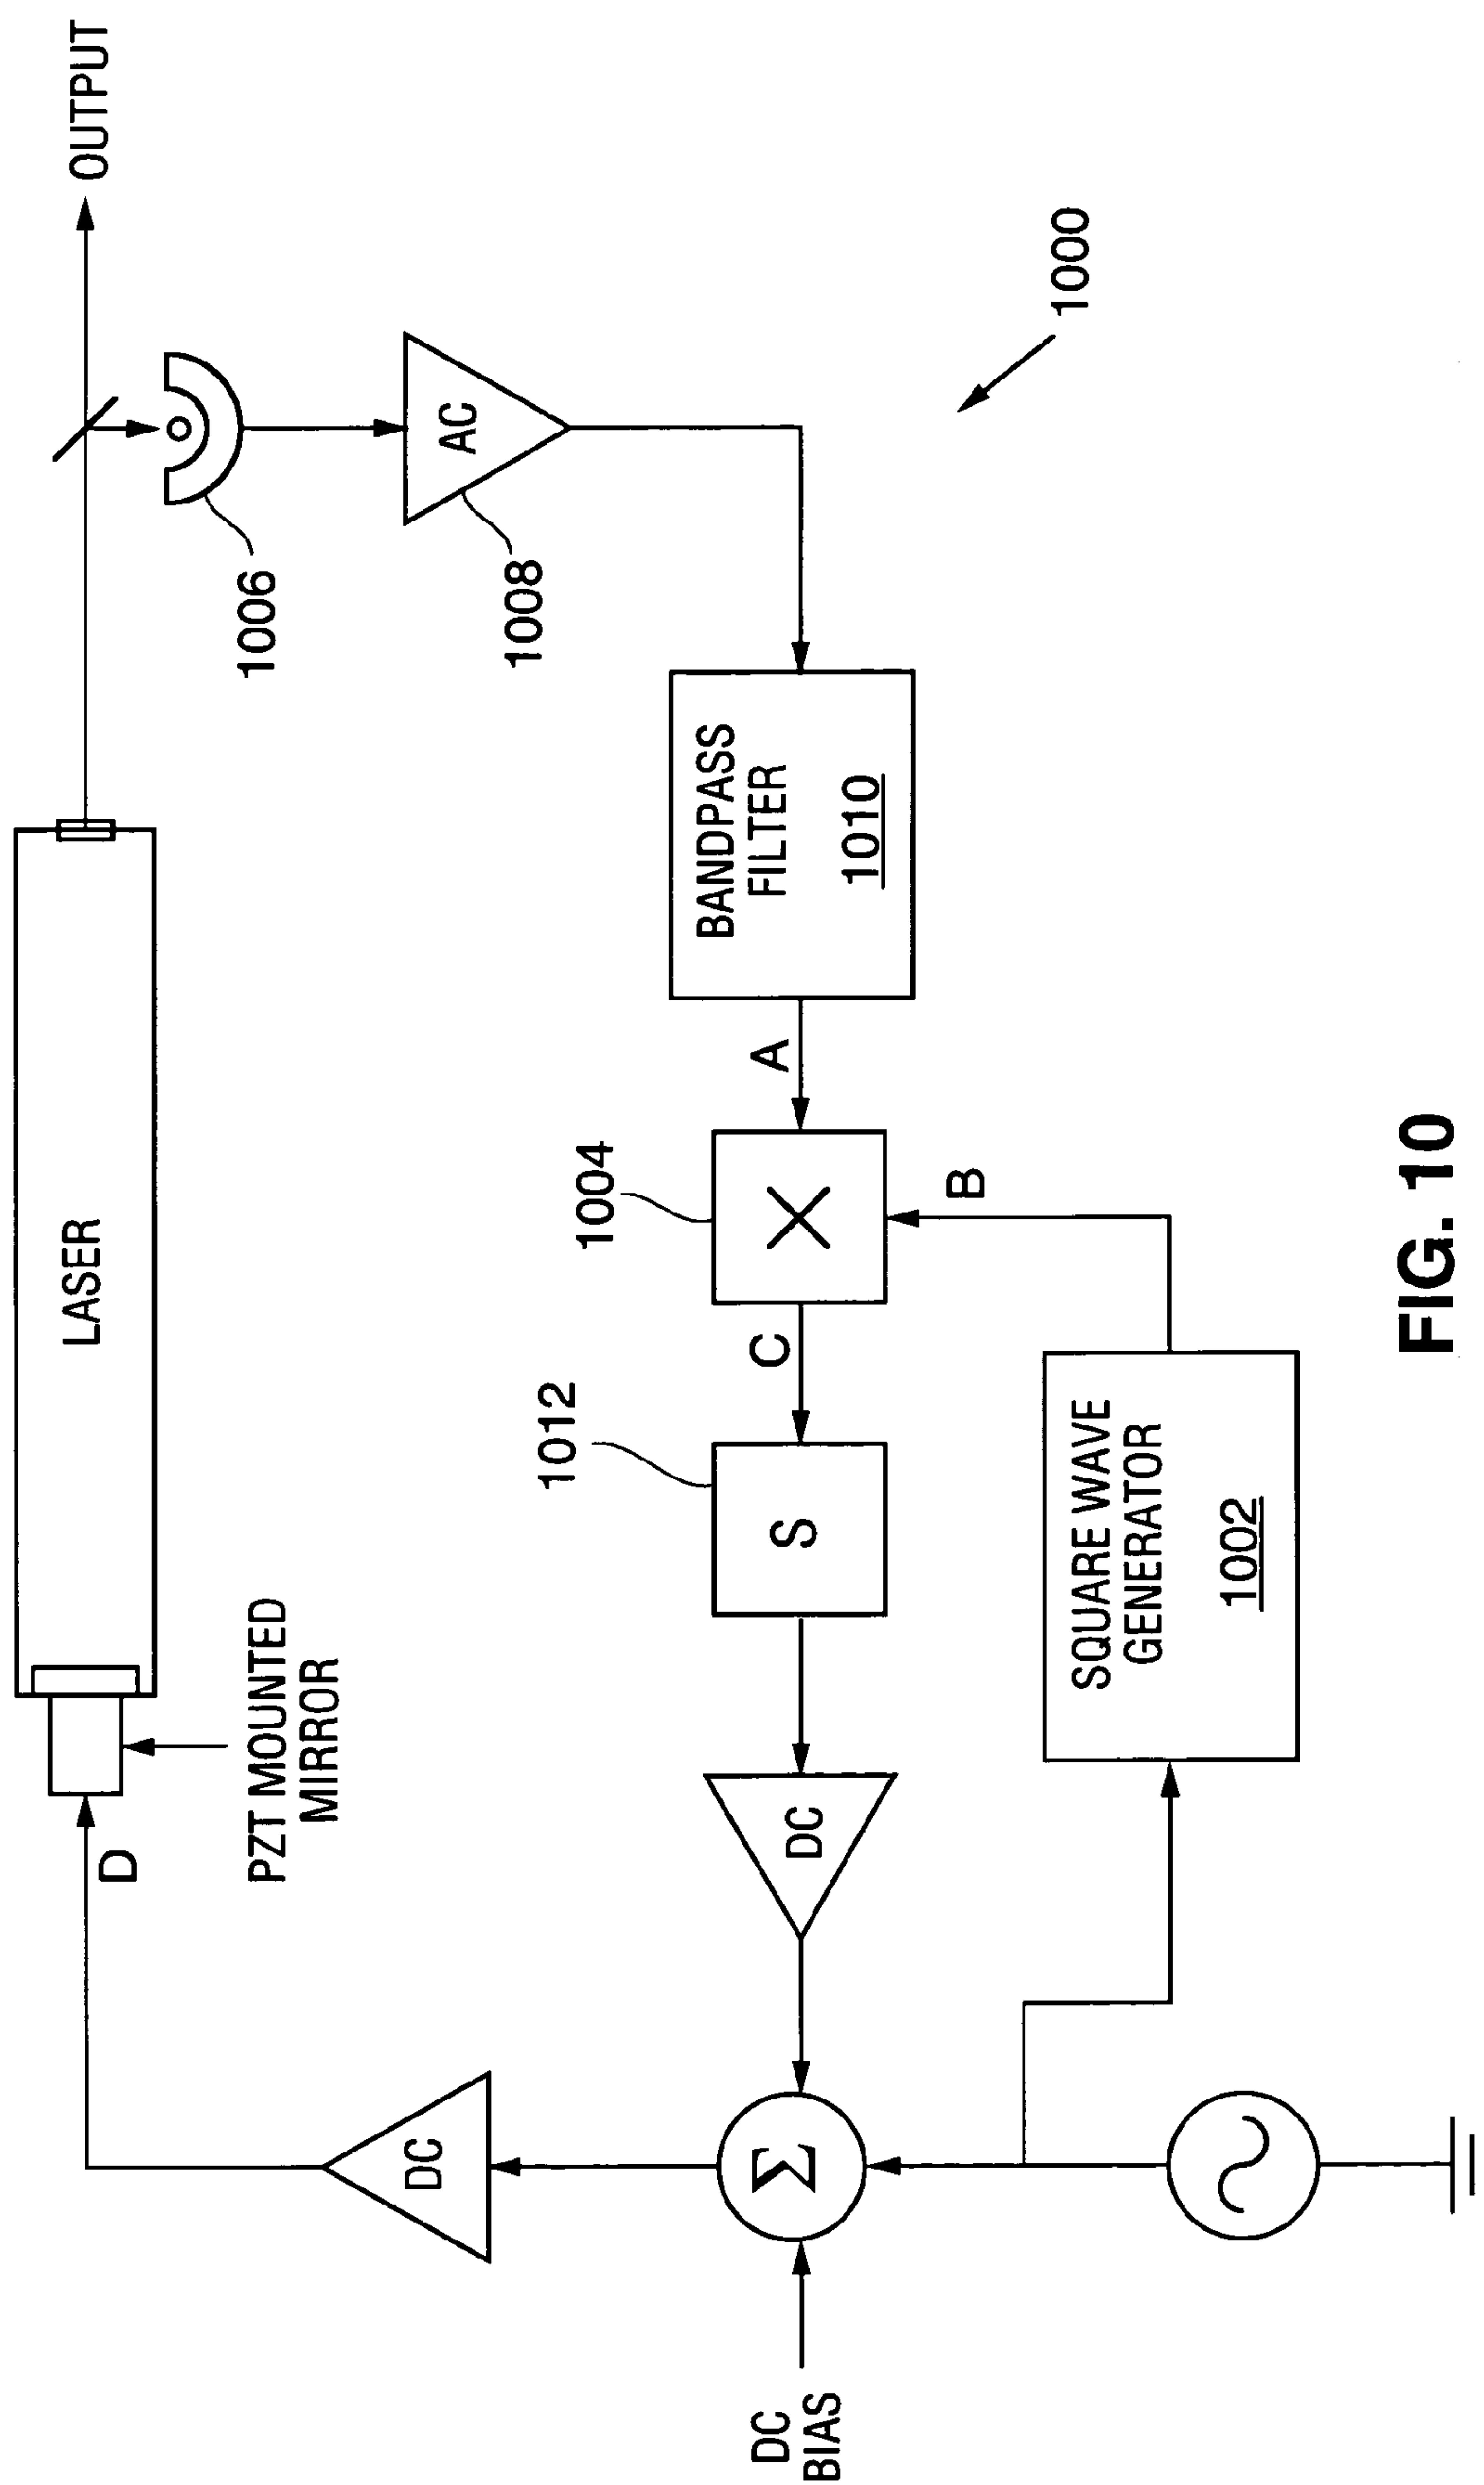 OUTPUT
LASER
D
PZT MOUNTED
MIRROR
1006
AC
1008
1000
DC
BANDPASS
FILTER
1010
A
1004
X
B
C
1012
S
DC
Σ
DC
BIAS
SQUARE WAVE
GENERATOR
1002
FIG. 10